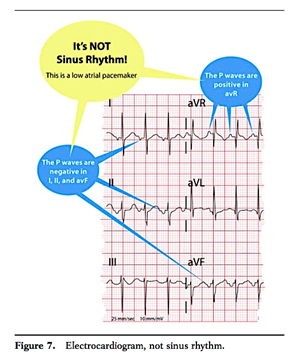 It's NOT
Sinus Rhythm!
This is a low atrial pacemaker
The P waves are
positive in
avR
I
aVR
The P waves are
negative in
I, II, and avF
II
aVL
III
aVF
25 mm/sec 10 mm/mV
Figure 7. Electrocardiogram, not sinus rhythm.